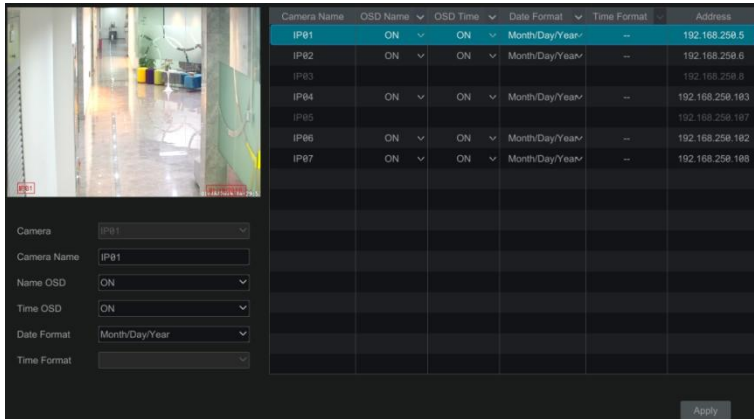 Camera Name OSD Name OSD Time Date Format Time Format Address
IP01 ON ON Month/Day/Year -- 192.168.250.5
IP02 ON ON Month/Day/Year -- 192.168.250.6
IP03 192.168.250.8
IP04 ON ON Month/Day/Year -- 192.168.250.103
IP05 192.168.250.107
IP06 ON ON Month/Day/Year -- 192.168.250.102
IP07 ON ON Month/Day/Year -- 192.168.250.108
IP01
Camera IP01
Camera Name IP01
Name OSD ON
Time OSD ON
Date Format Month/Day/Year
Time Format
Apply